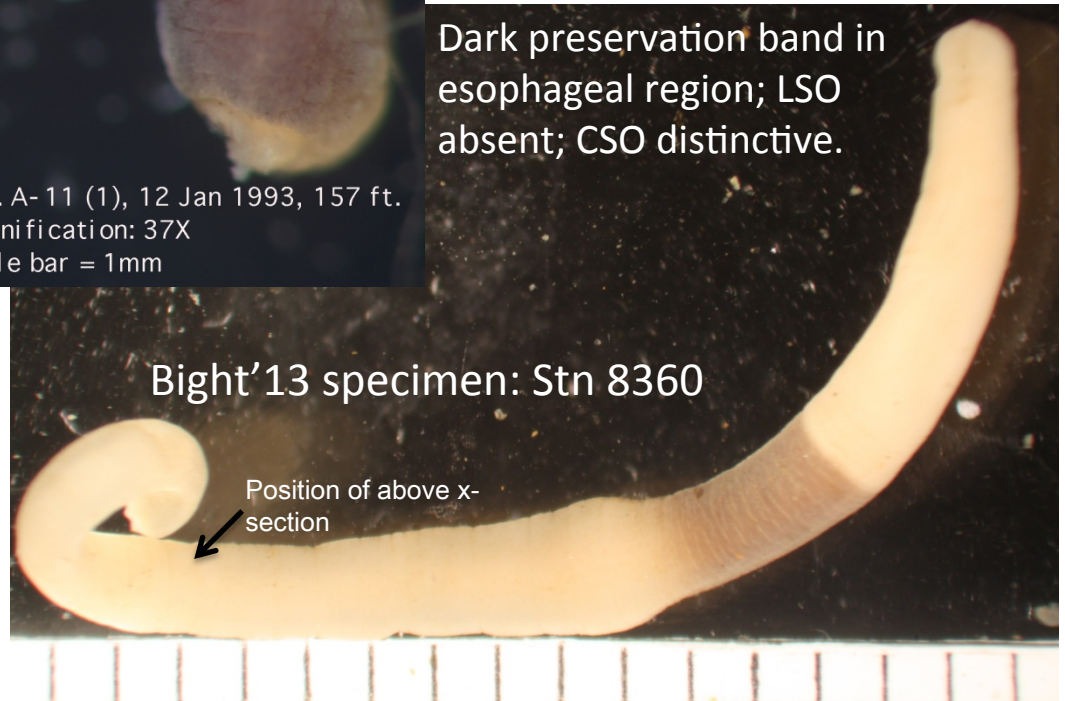 Dark preservation band in
esophageal region; LSO
absent; CSO distinctive.
A-11 (1), 12 Jan 1993, 157 ft.
37X
bar = 1mm
Bight’13 specimen: Stn 8360
Position of above x-
section